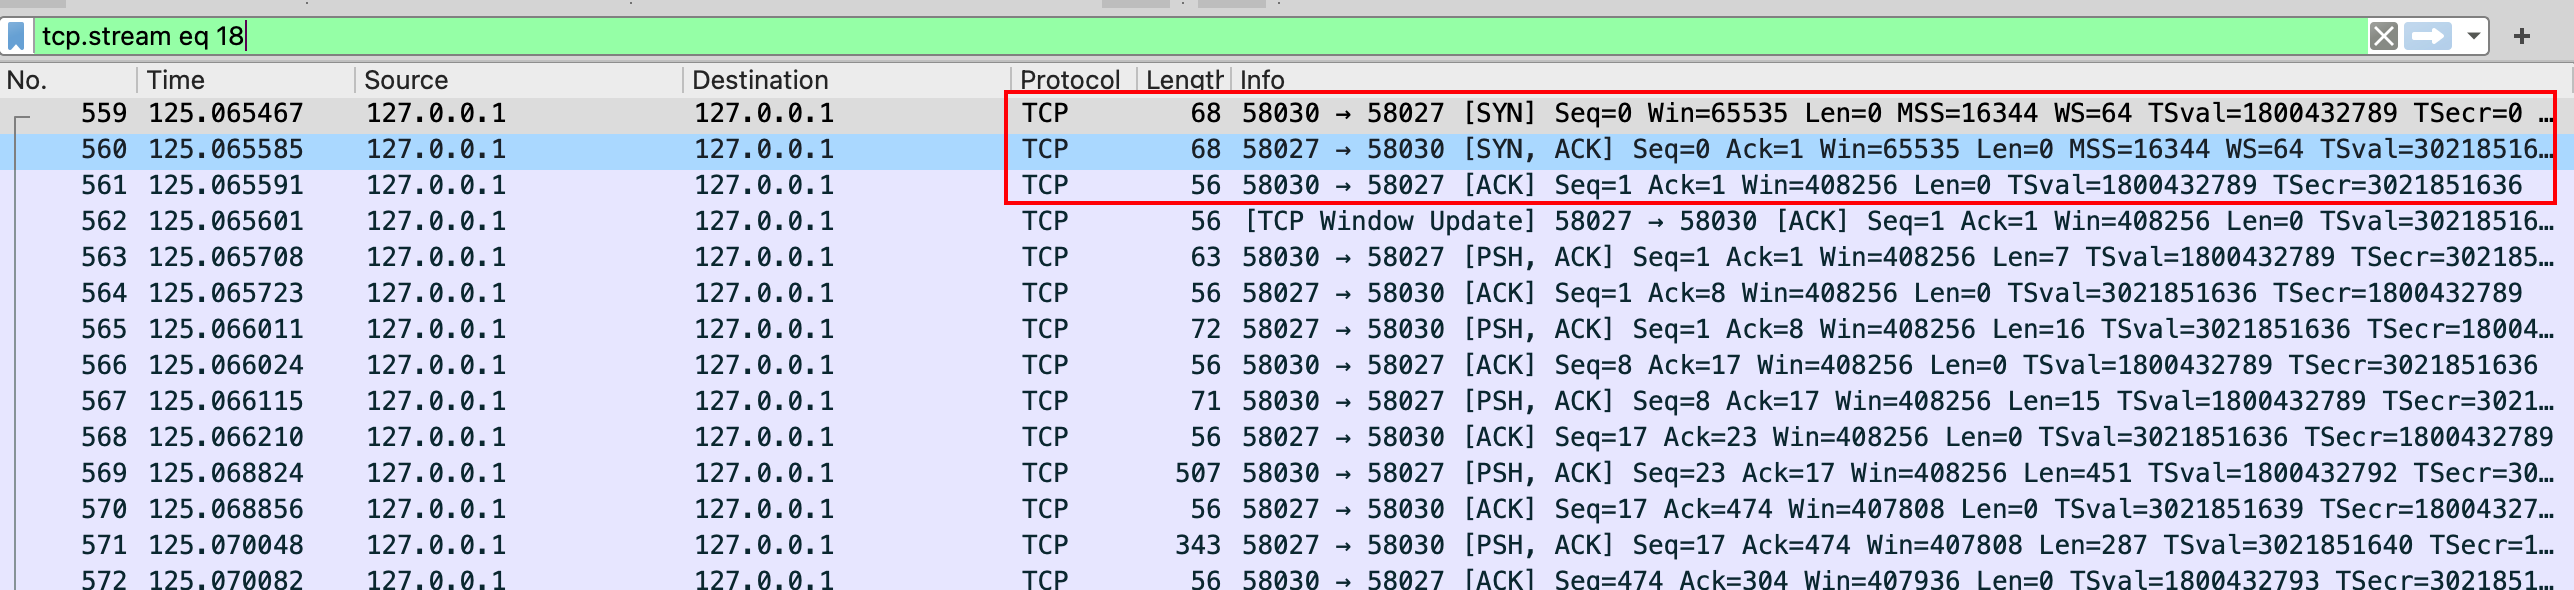 tcp.stream eq 18
No. Time Source Destination Protocol Length Info
559 125.065467 127.0.0.1 127.0.0.1 TCP 68 58030 → 58027 [SYN] Seq=0 Win=65535 Len=0 MSS=16344 WS=64 TSval=1800432789 TSecr=0 …
560 125.065585 127.0.0.1 127.0.0.1 TCP 68 58027 → 58030 [SYN, ACK] Seq=0 Ack=1 Win=65535 Len=0 MSS=16344 WS=64 TSval=30218516…
561 125.065591 127.0.0.1 127.0.0.1 TCP 56 58030 → 58027 [ACK] Seq=1 Ack=1 Win=408256 Len=0 TSval=1800432789 TSecr=3021851636
562 125.065601 127.0.0.1 127.0.0.1 TCP 56 [TCP Window Update] 58027 → 58030 [ACK] Seq=1 Ack=1 Win=408256 Len=0 TSval=30218516…
563 125.065708 127.0.0.1 127.0.0.1 TCP 63 58030 → 58027 [PSH, ACK] Seq=1 Ack=1 Win=408256 Len=7 TSval=1800432789 TSecr=302185…
564 125.065723 127.0.0.1 127.0.0.1 TCP 56 58027 → 58030 [ACK] Seq=1 Ack=8 Win=408256 Len=0 TSval=3021851636 TSecr=1800432789
565 125.066011 127.0.0.1 127.0.0.1 TCP 72 58027 → 58030 [PSH, ACK] Seq=1 Ack=8 Win=408256 Len=16 TSval=3021851636 TSecr=18004…
566 125.066024 127.0.0.1 127.0.0.1 TCP 56 58030 → 58027 [ACK] Seq=8 Ack=17 Win=408256 Len=0 TSval=1800432789 TSecr=3021851636
567 125.066115 127.0.0.1 127.0.0.1 TCP 71 58030 → 58027 [PSH, ACK] Seq=8 Ack=17 Win=408256 Len=15 TSval=1800432789 TSecr=3021…
568 125.066210 127.0.0.1 127.0.0.1 TCP 56 58027 → 58030 [ACK] Seq=17 Ack=23 Win=408256 Len=0 TSval=3021851636 TSecr=1800432789
569 125.068824 127.0.0.1 127.0.0.1 TCP 507 58030 → 58027 [PSH, ACK] Seq=23 Ack=17 Win=408256 Len=451 TSval=1800432792 TSecr=30…
570 125.068856 127.0.0.1 127.0.0.1 TCP 56 58027 → 58030 [ACK] Seq=17 Ack=474 Win=407808 Len=0 TSval=3021851639 TSecr=18004327…
571 125.070048 127.0.0.1 127.0.0.1 TCP 343 58027 → 58030 [PSH, ACK] Seq=17 Ack=474 Win=407808 Len=287 TSval=3021851640 TSecr=1…
572 125.070082 127.0.0.1 127.0.0.1 TCP 56 58030 → 58027 [ACK] Seq=474 Ack=304 Win=407936 Len=0 TSval=1800432793 TSecr=3021851…